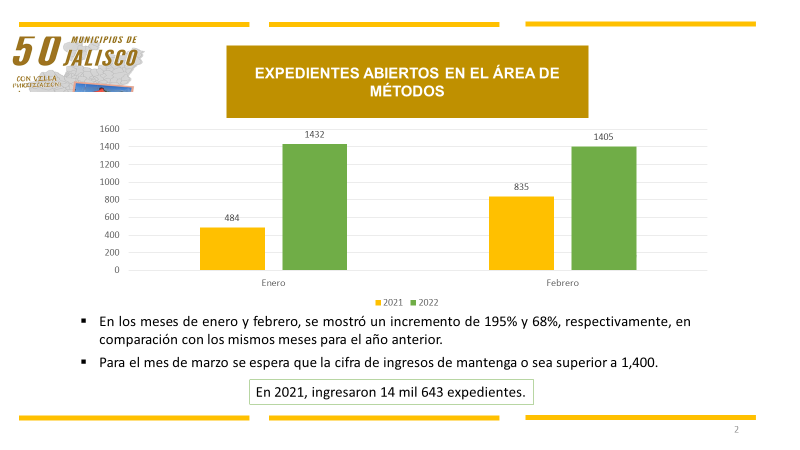 50 MUNICIPIOS DE
JALISCO
CON VILLA
EXPEDIENTES ABIERTOS EN EL ÁREA DE
MÉTODOS
1600
1400
1200
1000
800
600
400
200
0
484
1432
835
1405
Enero
Febrero
2021 2022
▪ En los meses de enero y febrero, se mostró un incremento de 195% y 68%, respectivamente, en
comparación con los mismos meses para el año anterior.
▪ Para el mes de marzo se espera que la cifra de ingresos de mantenga o sea superior a 1,400.
En 2021, ingresaron 14 mil 643 expedientes.
2